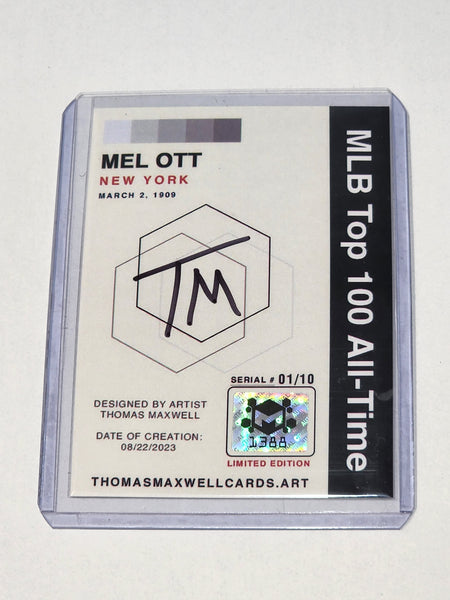 MEL OTT
NEW YORK
MARCH 2, 1909
TM
SERIAL # 01/10
DESIGNED BY ARTIST
THOMAS MAXWELL
DATE OF CREATION:
08/22/2023
1388
LIMITED EDITION
THOMASMAXWELLCARDS.ART
MLB Top 100 All-Time